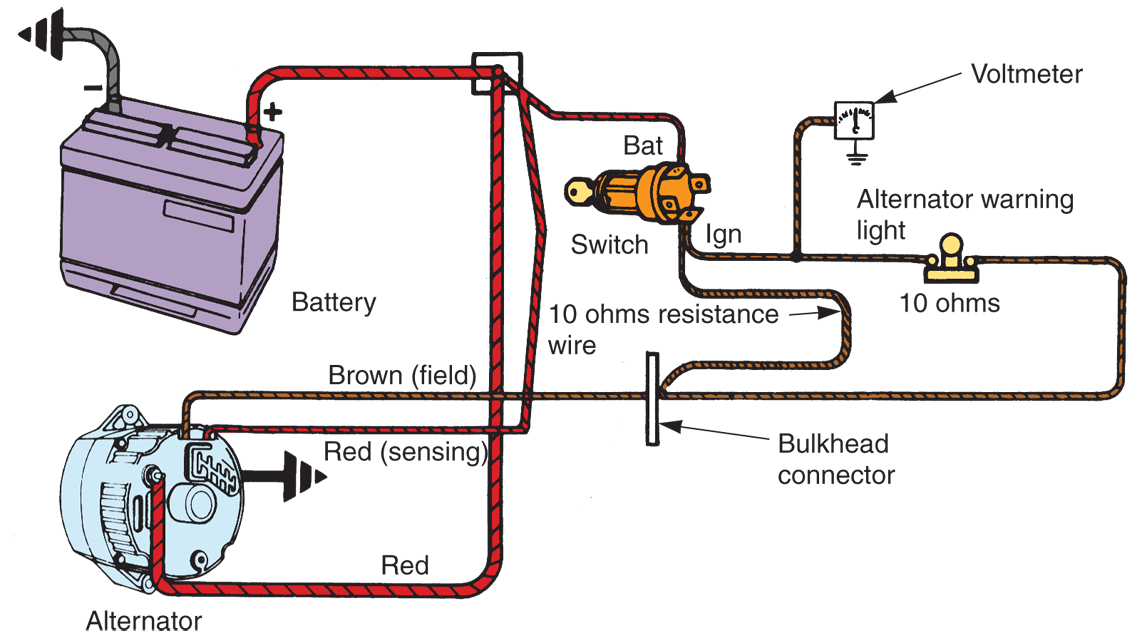 Voltmeter
−
+
Bat
Alternator warning
light
Ign
Switch
Battery
10 ohms
10 ohms resistance
wire
Brown (field)
Red (sensing)
Bulkhead
connector
Red
Alternator